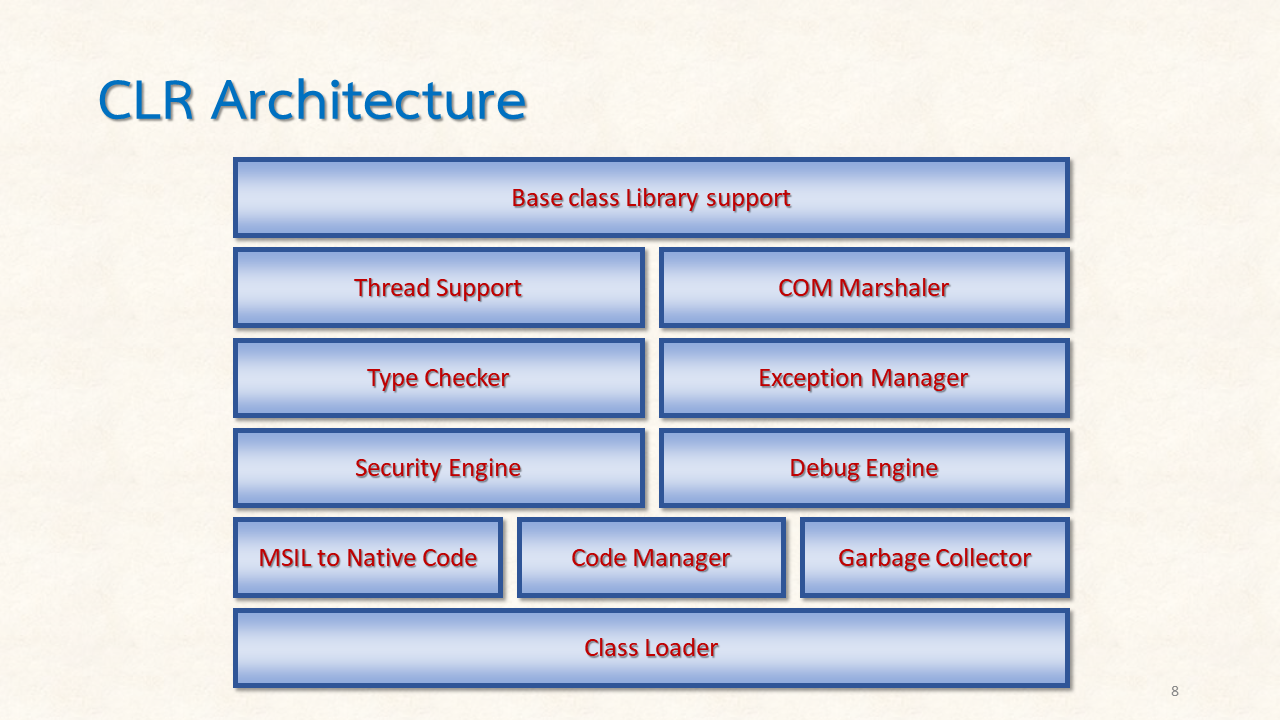 CLR Architecture
Base class Library support
Thread Support
COM Marshaler
Type Checker
Exception Manager
Security Engine
Debug Engine
MSIL to Native Code
Code Manager
Garbage Collector
Class Loader
8